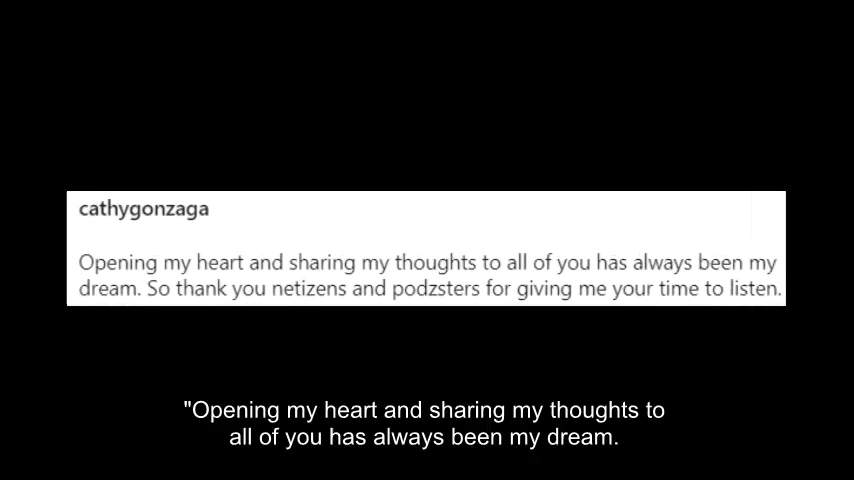 cathygonzaga
Opening my heart and sharing my thoughts to all of you has always been my
dream. So thank you netizens and podzsters for giving me your time to listen.
"Opening my heart and sharing my thoughts to
all of you has always been my dream.